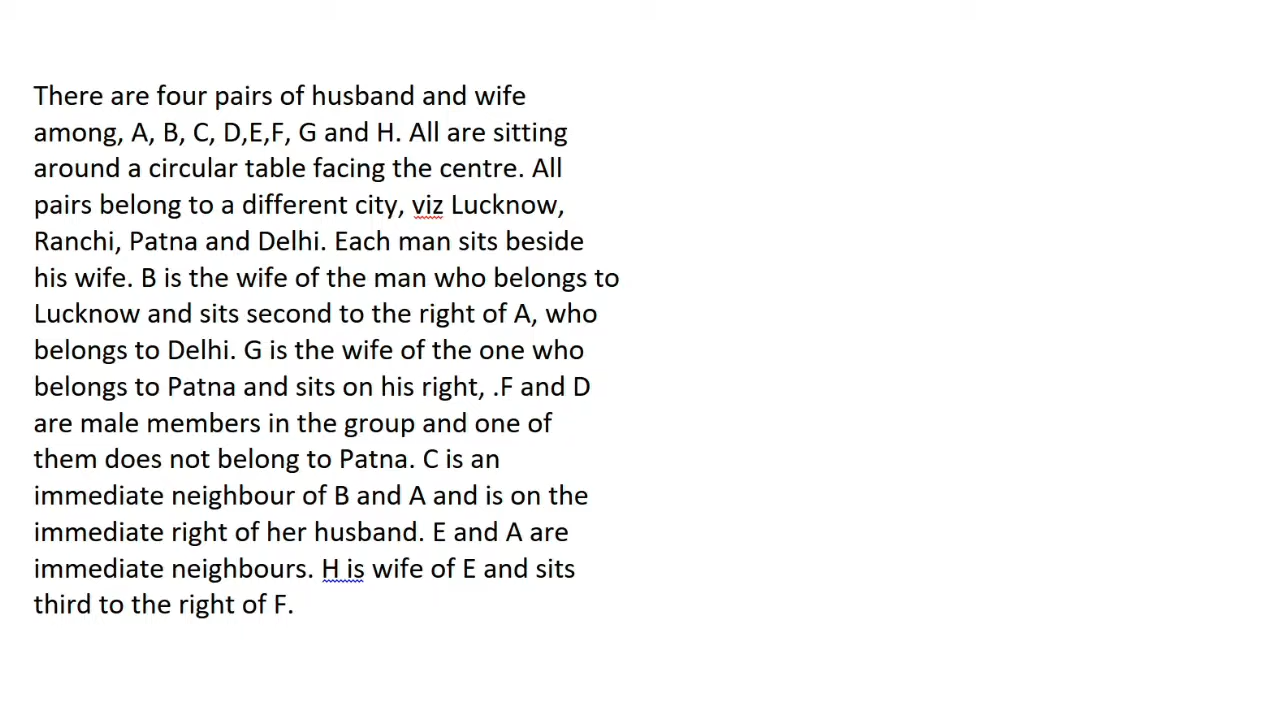 There are four pairs of husband and wife
among, A, B, C, D,E,F, G and H. All are sitting
around a circular table facing the centre. All
pairs belong to a different city, viz Lucknow,
Ranchi, Patna and Delhi. Each man sits beside
his wife. B is the wife of the man who belongs to
Lucknow and sits second to the right of A, who
belongs to Delhi. G is the wife of the one who
belongs to Patna and sits on his right, .F and D
are male members in the group and one of
them does not belong to Patna. C is an
immediate neighbour of B and A and is on the
immediate right of her husband. E and A are
immediate neighbours. H is wife of E and sits
third to the right of F.